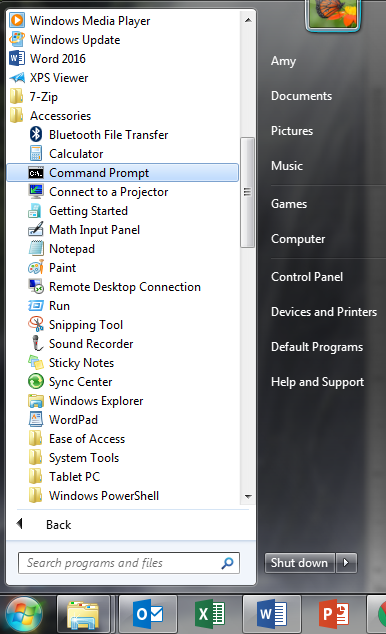 Windows Media Player
Windows Update
Word 2016
XPS Viewer
7-Zip
Accessories
Bluetooth File Transfer
Calculator
Command Prompt
Connect to a Projector
Getting Started
Math Input Panel
Notepad
Paint
Remote Desktop Connection
Run
Snipping Tool
Sound Recorder
Sticky Notes
Sync Center
Windows Explorer
WordPad
Ease of Access
System Tools
Tablet PC
Windows PowerShell
Back
Search programs and files
Amy
Documents
Pictures
Music
Games
Computer
Control Panel
Devices and Printers
Default Programs
Help and Support
Shut down